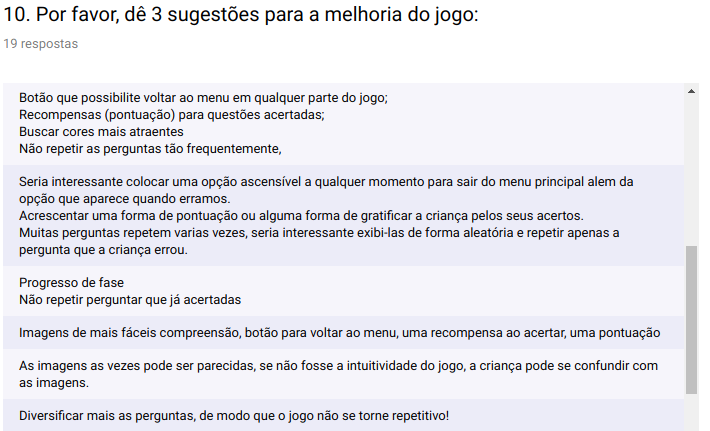 10. Por favor, dê 3 sugestões para a melhoria do jogo:
19 respostas
Botão que possibilite voltar ao menu em qualquer parte do jogo;
Recompensas (pontuação) para questões acertadas;
Buscar cores mais atraentes
Não repetir as perguntas tão frequentemente,
Seria interessante colocar uma opção ascensível a qualquer momento para sair do menu principal alem da
opção que aparece quando erramos.
Acrescentar uma forma de pontuação ou alguma forma de gratificar a criança pelos seus acertos.
Muitas perguntas repetem varias vezes, seria interessante exibi-las de forma aleatória e repetir apenas a
pergunta que a criança errou.
Progresso de fase
Não repetir perguntar que já acertadas
Imagens de mais fáceis compreensão, botão para voltar ao menu, uma recompensa ao acertar, uma pontuação
As imagens as vezes pode ser parecidas, se não fosse a intuitividade do jogo, a criança pode se confundir com
as imagens.
Diversificar mais as perguntas, de modo que o jogo não se torne repetitivo!